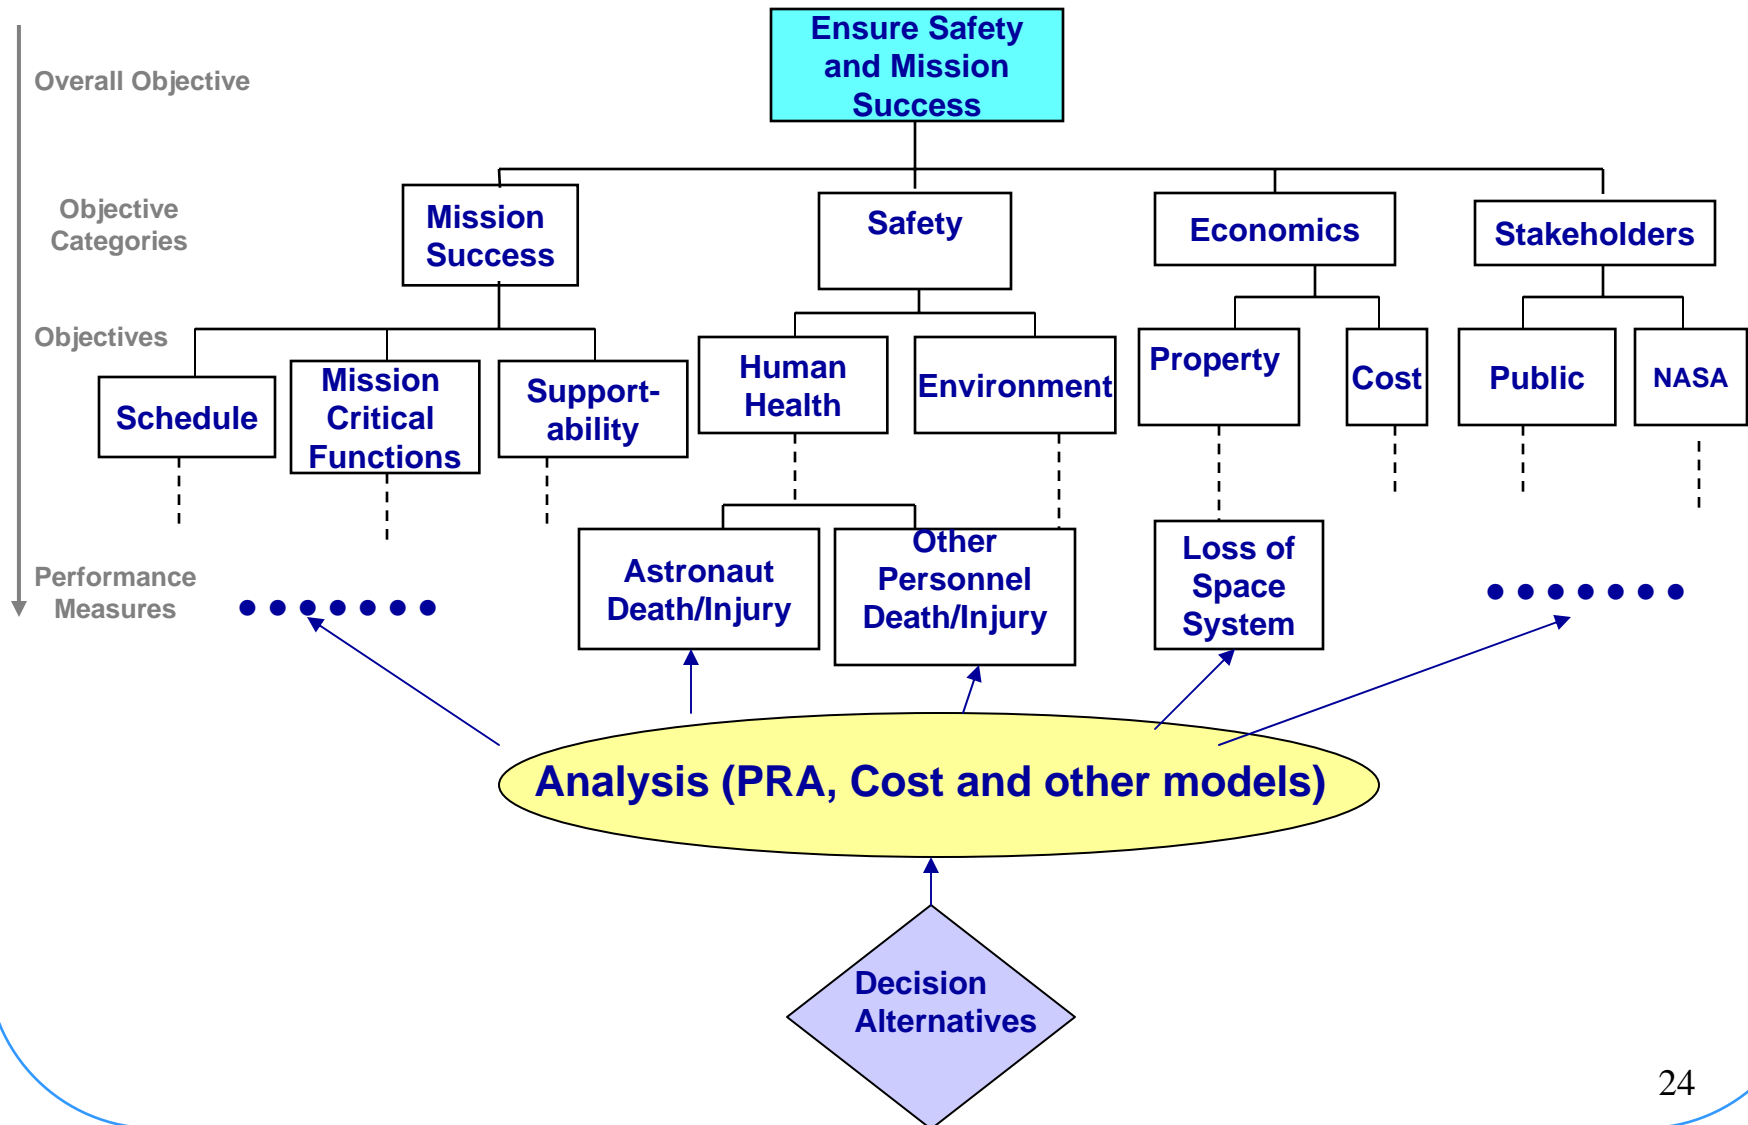 Ensure Safety
and Mission
Success
Overall Objective
Objective
Categories
Mission
Success
Safety
Economics
Stakeholders
Objectives
Schedule
Mission
Critical
Functions
Support-
ability
Human
Health
Environment
Property
Cost
Public
NASA
Performance
Measures
Astronaut
Death/Injury
Other
Personnel
Death/Injury
Loss of
Space
System
Analysis (PRA, Cost and other models)
Decision
Alternatives
24